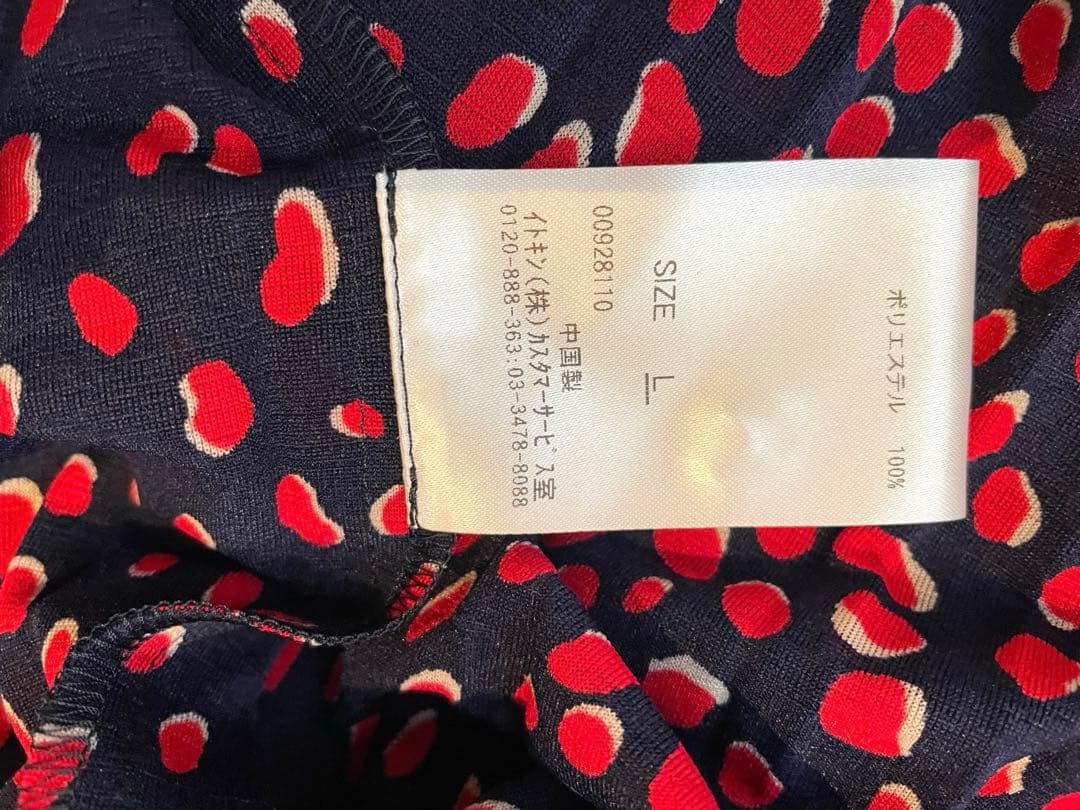 ポリエステル 100%
SIZE L
00928110
中国製
イトキン(株)カスタマーサービス室
0120-888-363:03-3478-8088